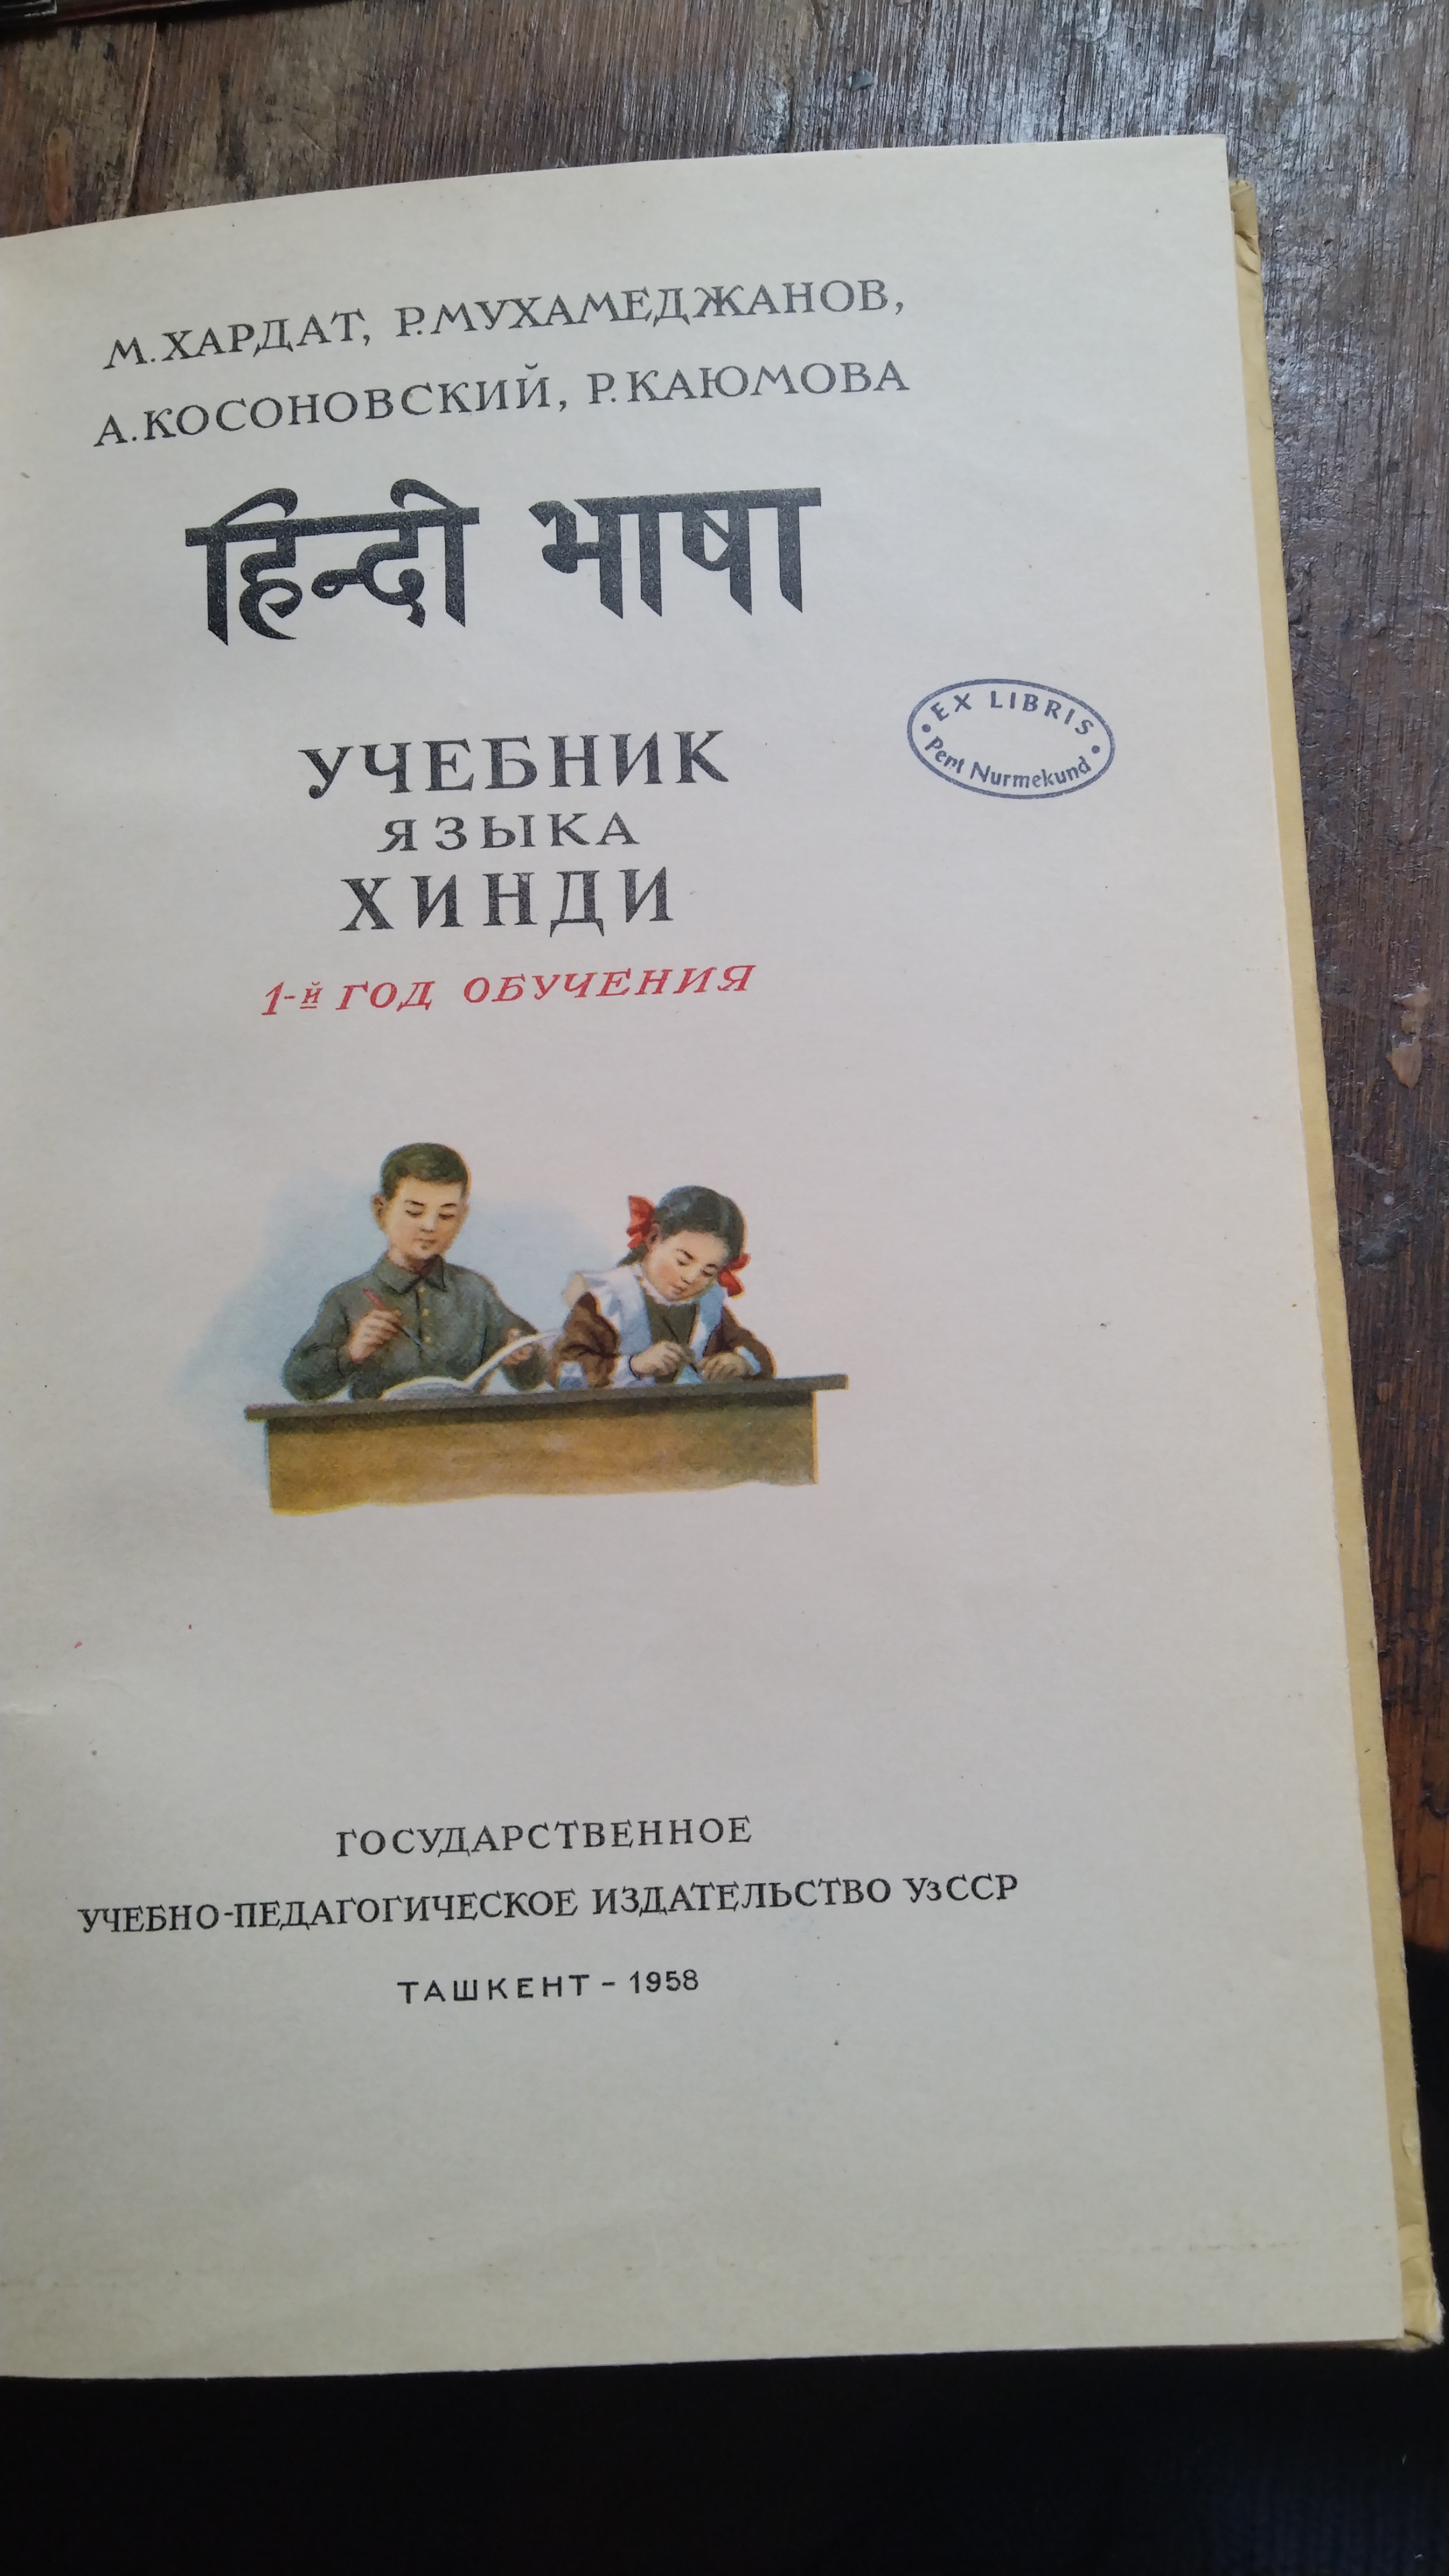 М. ХАРДАТ, Р. МУХАМЕДЖАНОВ,
А. КОСОНОВСКИЙ, Р. КАЮМОВА
हिन्दी भाषा
УЧЕБНИК
ЯЗЫКА
ХИНДИ
1-й ГОД ОБУЧЕНИЯ
EX LIBRIS
Pent Nurmekund
ГОСУДАРСТВЕННОЕ
УЧЕБНО-ПЕДАГОГИЧЕСКОЕ ИЗДАТЕЛЬСТВО УзССР
ТАШКЕНТ – 1958